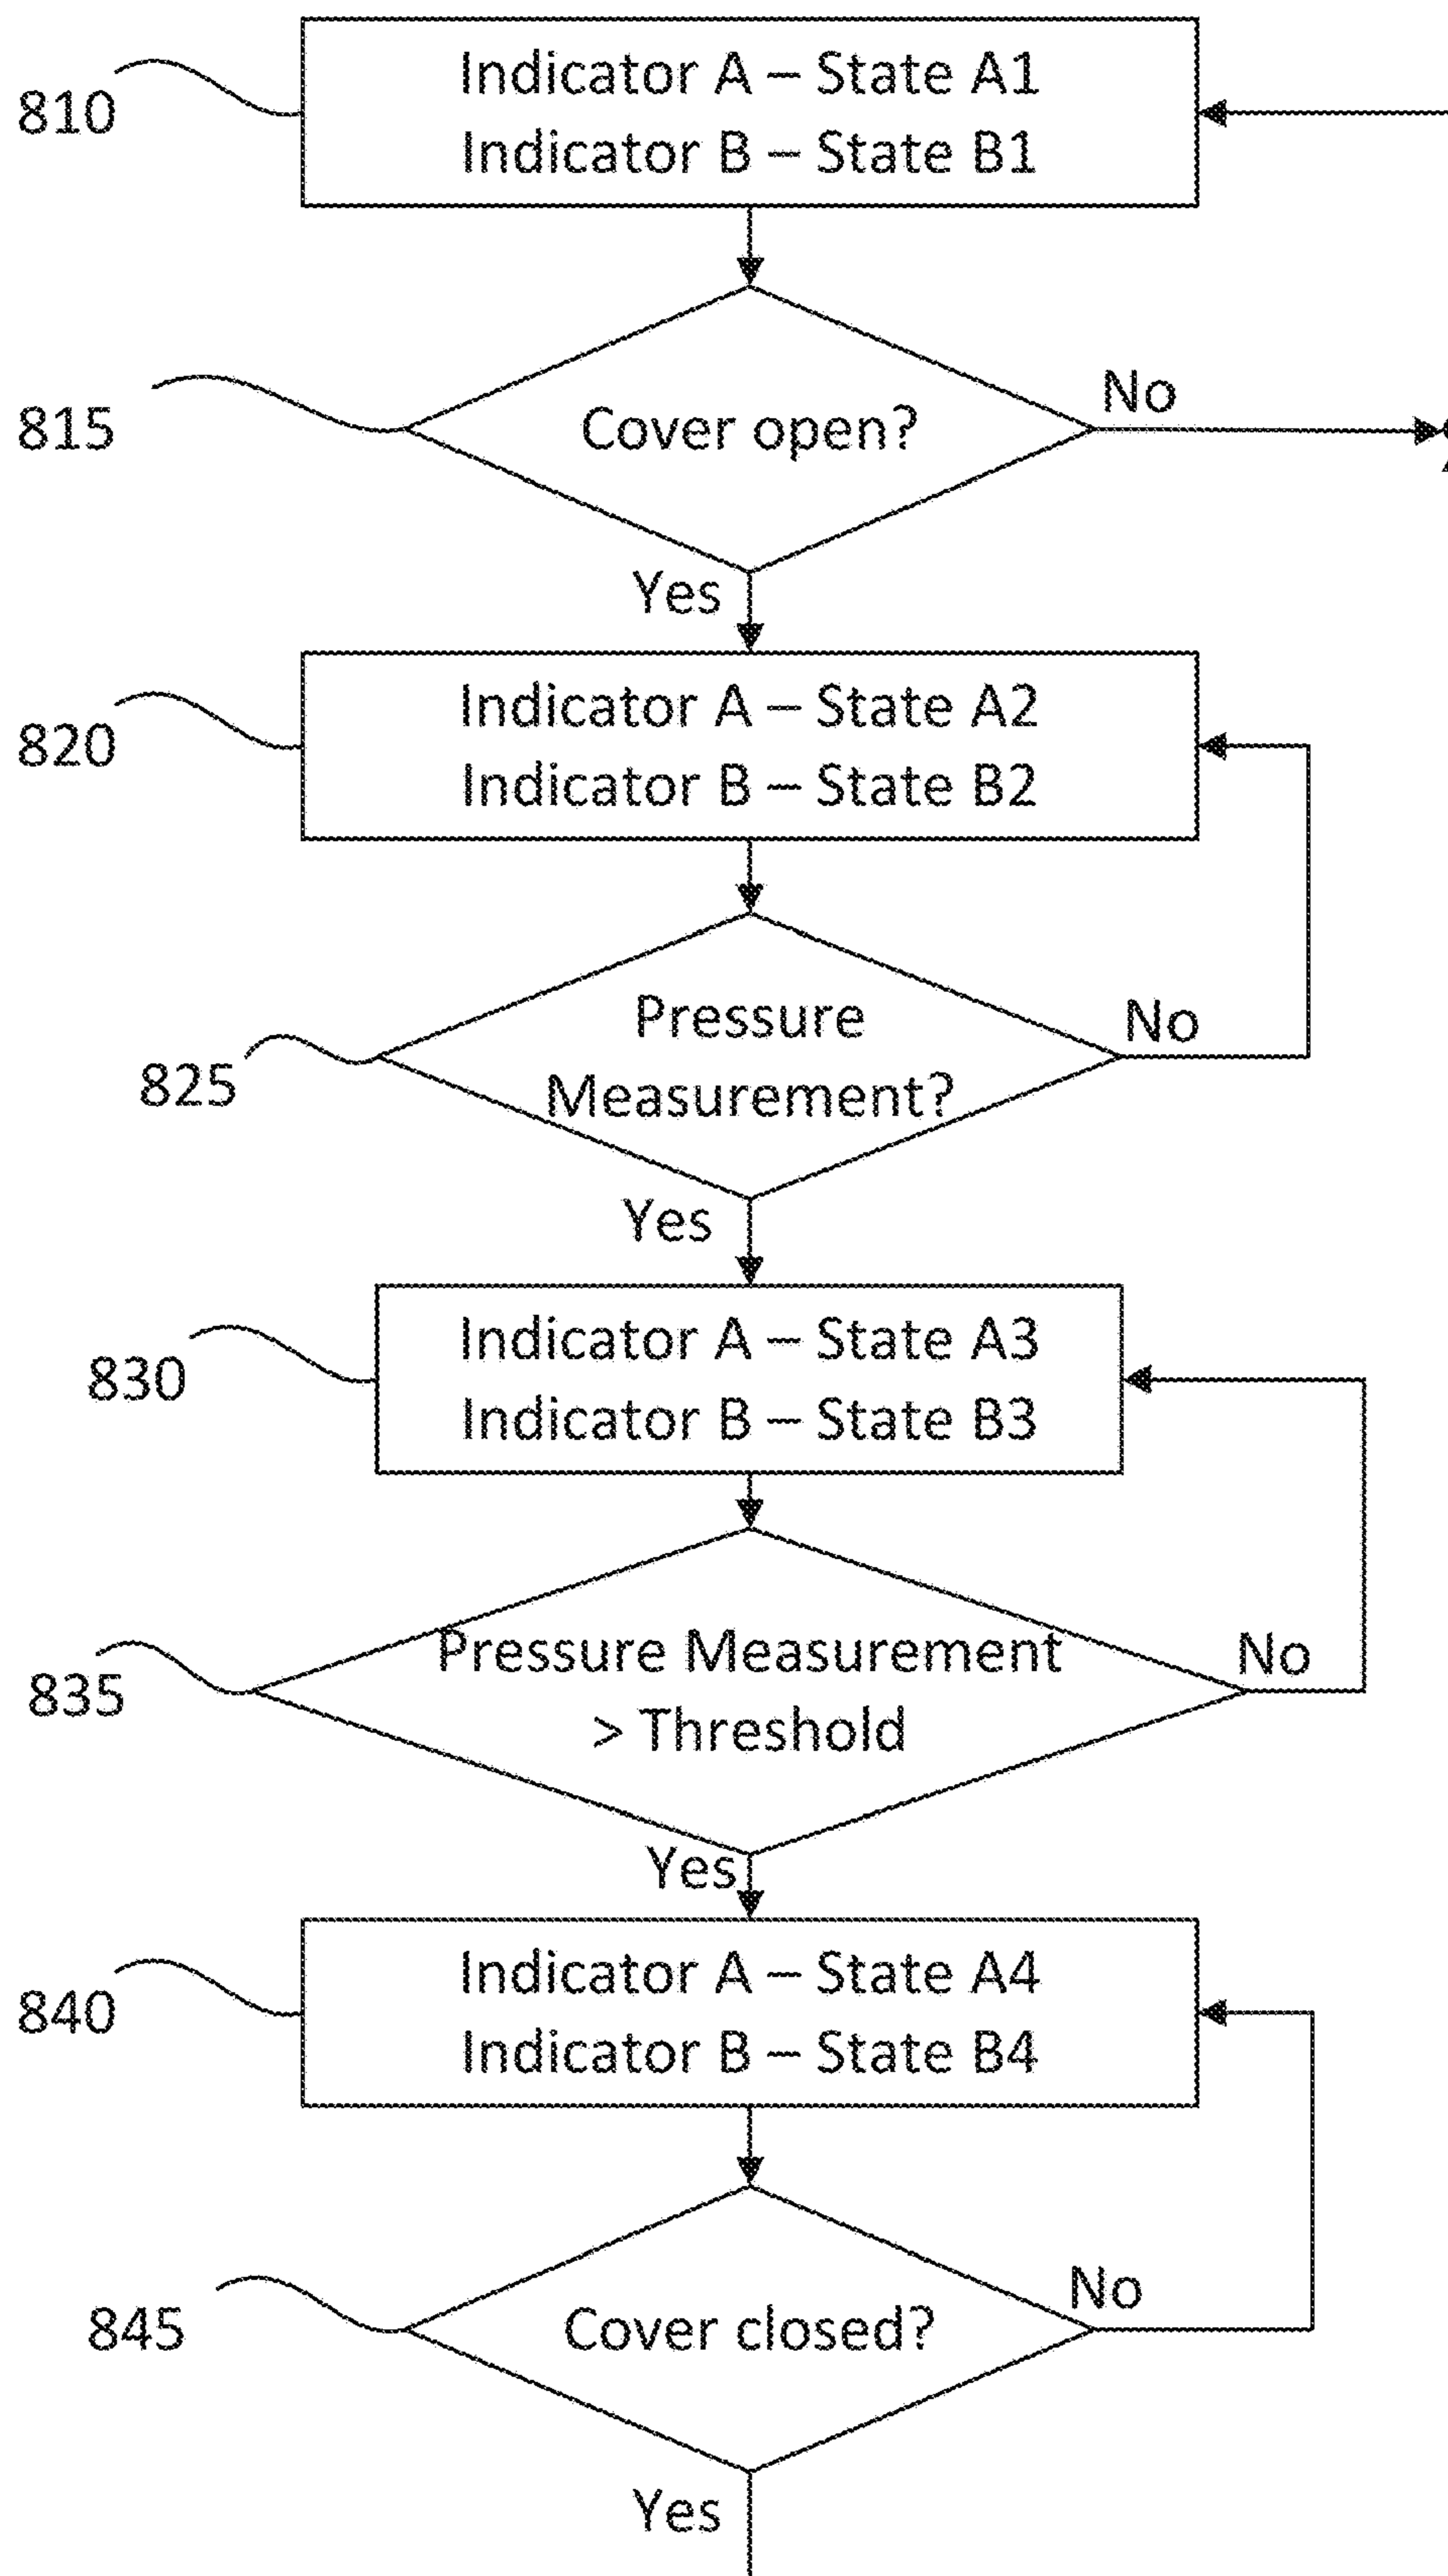 Indicator A – State A1
Indicator B – State B1
810
Cover open?
No
815
Yes
Indicator A – State A2
Indicator B – State B2
820
Pressure
Measurement?
No
825
Yes
Indicator A – State A3
Indicator B – State B3
830
Pressure Measurement
> Threshold
No
835
Yes
Indicator A – State A4
Indicator B – State B4
840
Cover closed?
No
845
Yes